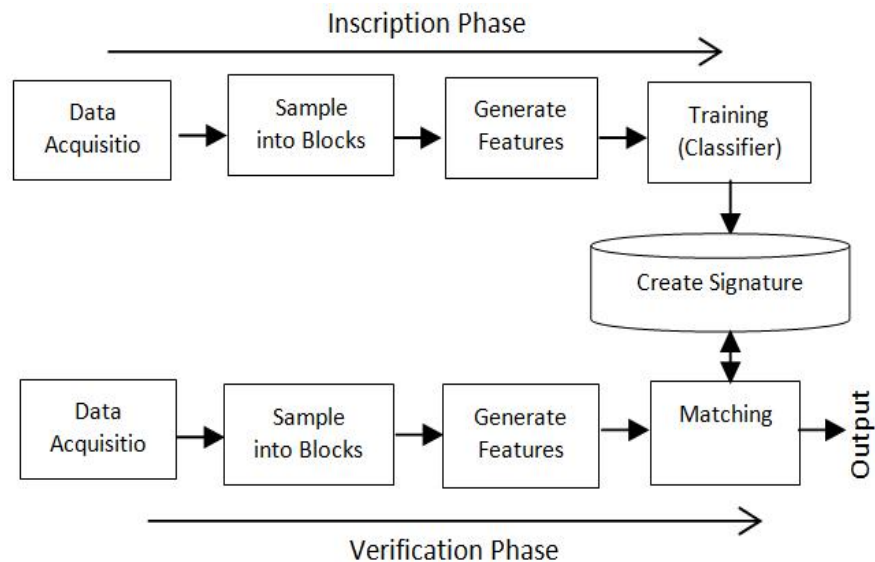 Inscription Phase
Data
Acquisitio
Sample
into Blocks
Generate
Features
Training
(Classifier)
Create Signature
Data
Acquisitio
Sample
into Blocks
Generate
Features
Matching
Output
Verification Phase